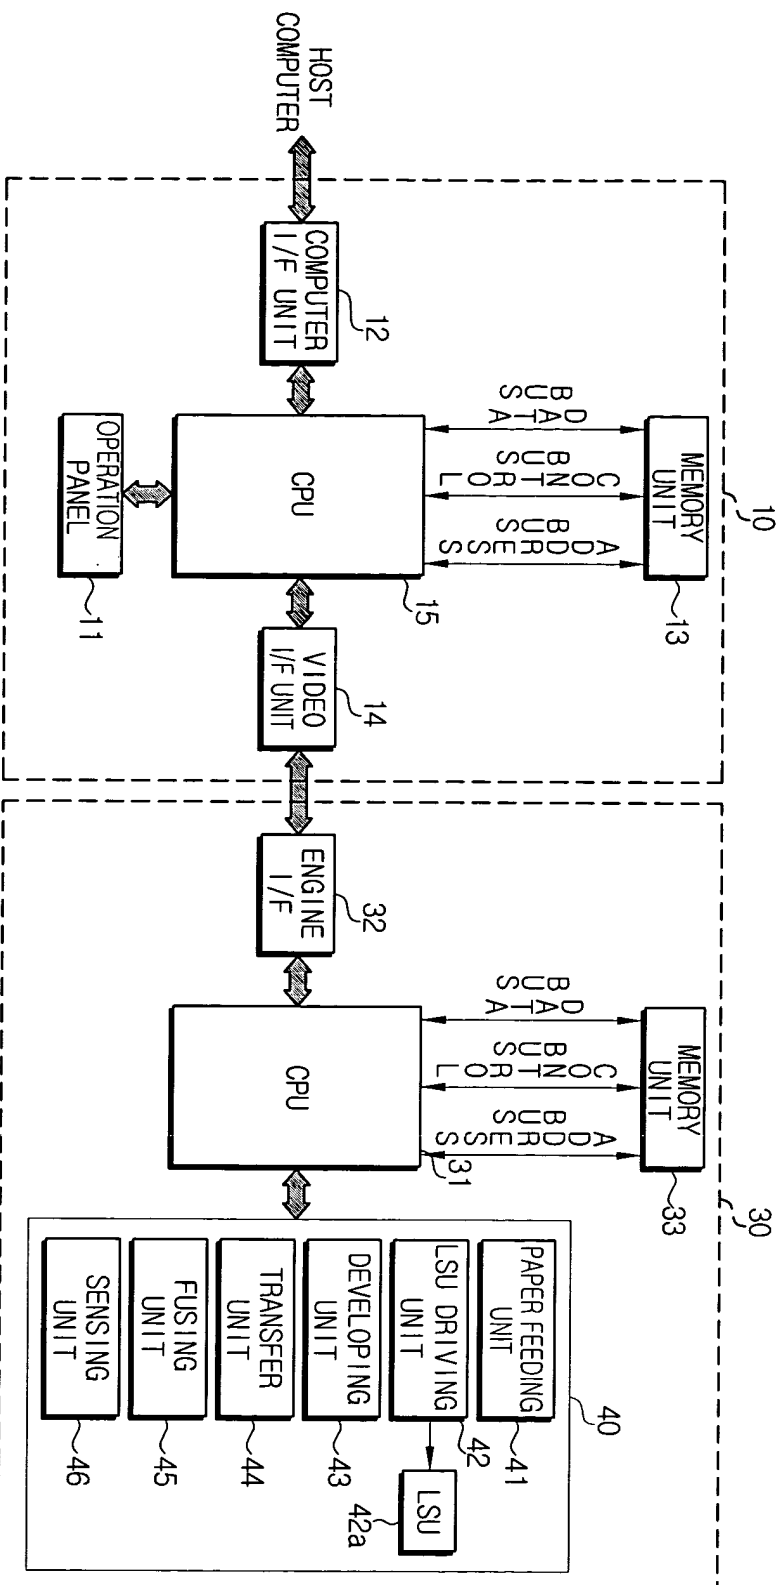 HOST
COMPUTER
10
COMPUTER
I/F UNIT
12
MEMORY
UNIT
13
DATA
BUS
CONTROL
BUS
ADDRESS
BUS
CPU
15
OPERATION
PANEL
11
VIDEO
I/F UNIT
14
30
ENGINE
I/F
32
MEMORY
UNIT
33
DATA
BUS
CONTROL
BUS
ADDRESS
BUS
CPU
31
40
PAPER FEEDING
UNIT
41
LSU DRIVING
UNIT
42
LSU
42a
DEVELOPING
UNIT
43
TRANSFER
UNIT
44
FUSING
UNIT
45
SENSING
UNIT
46